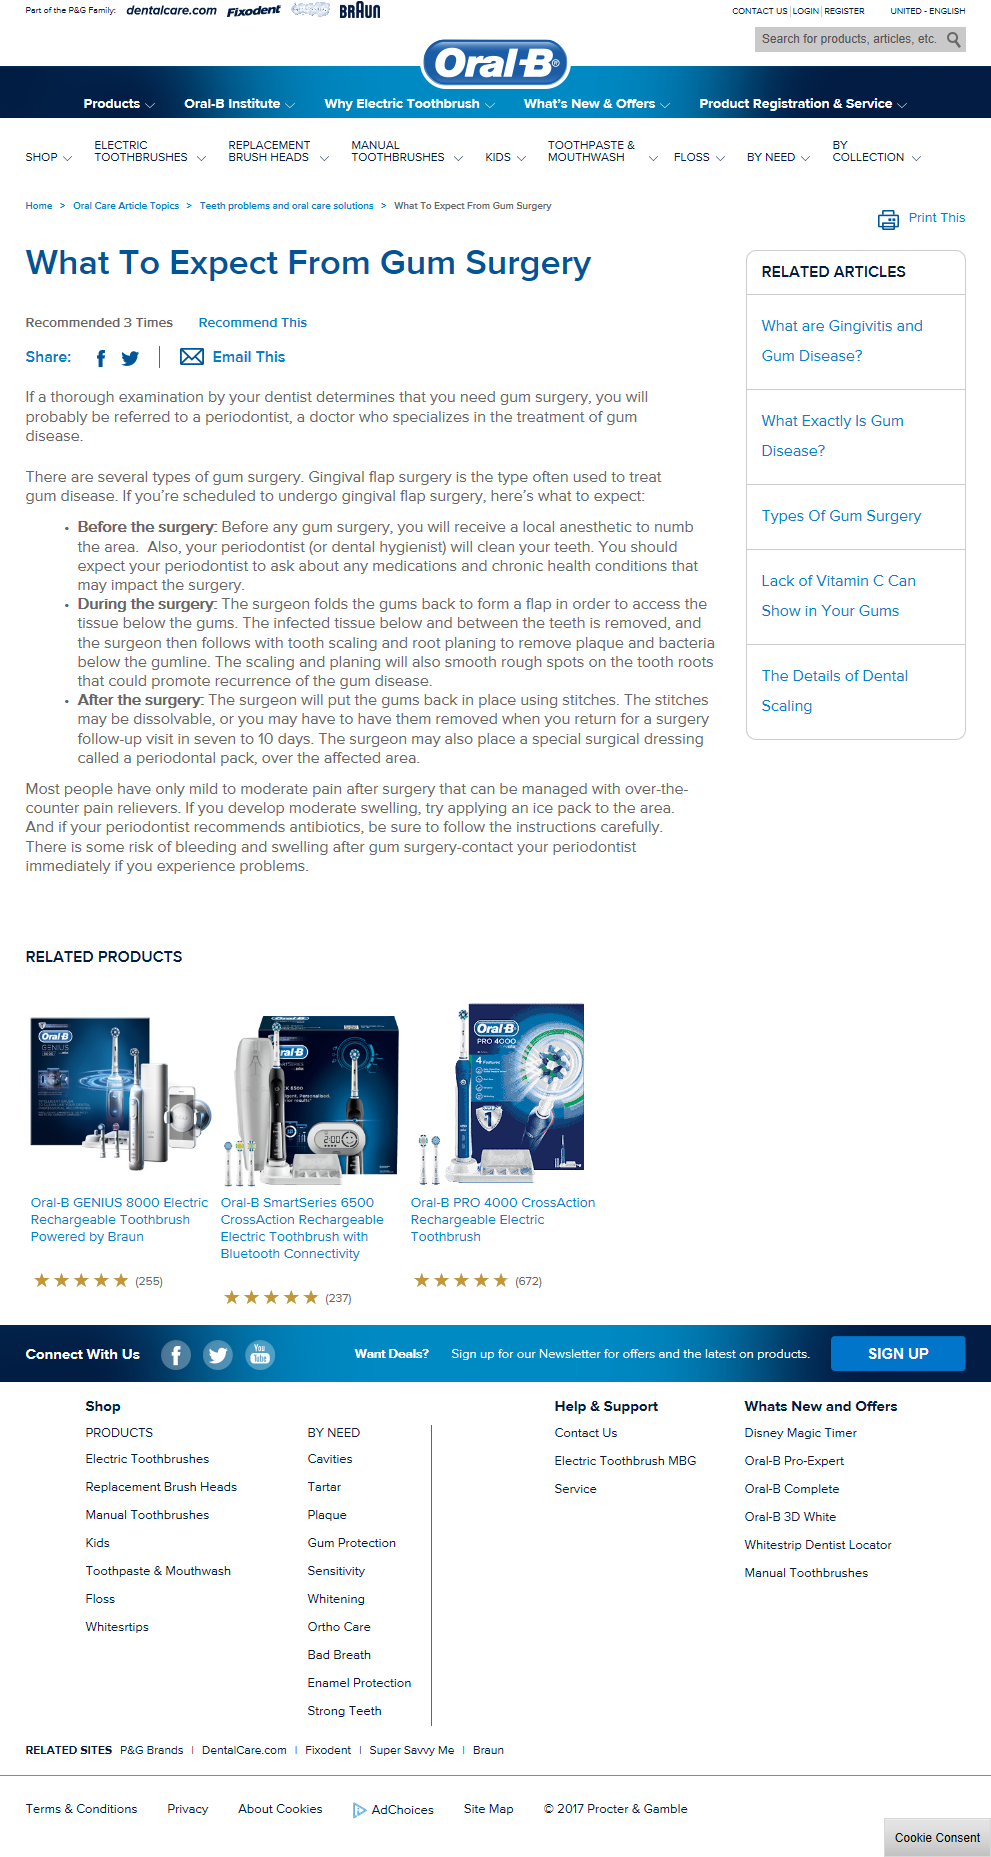 Part of the P&G Family: dentalcare.com Fixodent BRAUN
CONTACT US | LOGIN | REGISTER UNITED - ENGLISH
Search for products, articles, etc.
Oral-B®
Products Oral-B Institute Why Electric Toothbrush What's New & Offers Product Registration & Service
SHOP ELECTRIC TOOTHBRUSHES REPLACEMENT BRUSH HEADS MANUAL TOOTHBRUSHES KIDS TOOTHPASTE & MOUTHWASH FLOSS BY NEED BY COLLECTION
Home > Oral Care Article Topics > Teeth problems and oral care solutions > What To Expect From Gum Surgery
Print This
What To Expect From Gum Surgery
Recommended 3 Times Recommend This
Share: Email This
If a thorough examination by your dentist determines that you need gum surgery, you will
probably be referred to a periodontist, a doctor who specializes in the treatment of gum
disease.
There are several types of gum surgery. Gingival flap surgery is the type often used to treat
gum disease. If you're scheduled to undergo gingival flap surgery, here's what to expect:
• Before the surgery: Before any gum surgery, you will receive a local anesthetic to numb
the area. Also, your periodontist (or dental hygienist) will clean your teeth. You should
expect your periodontist to ask about any medications and chronic health conditions that
may impact the surgery.
• During the surgery: The surgeon folds the gums back to form a flap in order to access the
tissue below the gums. The infected tissue below and between the teeth is removed, and
the surgeon then follows with tooth scaling and root planing to remove plaque and bacteria
below the gumline. The scaling and planing will also smooth rough spots on the tooth roots
that could promote recurrence of the gum disease.
• After the surgery: The surgeon will put the gums back in place using stitches. The stitches
may be dissolvable, or you may have to have them removed when you return for a surgery
follow-up visit in seven to 10 days. The surgeon may also place a special surgical dressing
called a periodontal pack, over the affected area.
Most people have only mild to moderate pain after surgery that can be managed with over-the-
counter pain relievers. If you develop moderate swelling, try applying an ice pack to the area.
And if your periodontist recommends antibiotics, be sure to follow the instructions carefully.
There is some risk of bleeding and swelling after gum surgery-contact your periodontist
immediately if you experience problems.
RELATED ARTICLES
What are Gingivitis and
Gum Disease?
What Exactly Is Gum
Disease?
Types Of Gum Surgery
Lack of Vitamin C Can
Show in Your Gums
The Details of Dental
Scaling
RELATED PRODUCTS
Oral-B
GENIUS
ral-B
2:00
Oral-B
PRO 4000
4
1
Oral-B GENIUS 8000 Electric
Rechargeable Toothbrush
Powered by Braun
(255)
Oral-B SmartSeries 6500
CrossAction Rechargeable
Electric Toothbrush with
Bluetooth Connectivity
(237)
Oral-B PRO 4000 CrossAction
Rechargeable Electric
Toothbrush
(672)
Connect With Us You Tube Want Deals? Sign up for our Newsletter for offers and the latest on products. SIGN UP
Shop
PRODUCTS
Electric Toothbrushes
Replacement Brush Heads
Manual Toothbrushes
Kids
Toothpaste & Mouthwash
Floss
Whitesrtips
BY NEED
Cavities
Tartar
Plaque
Gum Protection
Sensitivity
Whitening
Ortho Care
Bad Breath
Enamel Protection
Strong Teeth
Help & Support
Contact Us
Electric Toothbrush MBG
Service
Whats New and Offers
Disney Magic Timer
Oral-B Pro-Expert
Oral-B Complete
Oral-B 3D White
Whitestrip Dentist Locator
Manual Toothbrushes
RELATED SITES P&G Brands | DentalCare.com | Fixodent | Super Savvy Me | Braun
Terms & Conditions Privacy About Cookies AdChoices Site Map © 2017 Procter & Gamble
Cookie Consent